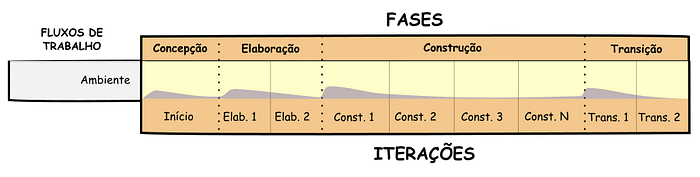 FASES
FLUXOS DE
TRABALHO
Concepção Elaboração Construção Transição
Ambiente
Início Elab. 1 Elab. 2 Const. 1 Const. 2 Const. 3 Const. N Trans. 1 Trans. 2
ITERAÇÕES